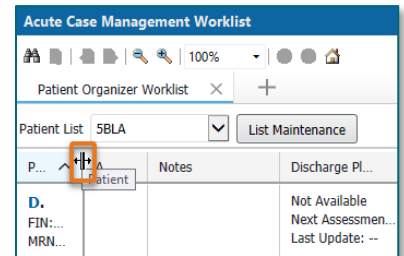 Acute Case Management Worklist
100%
Patient Organizer Worklist
Patient List 5BLA List Maintenance
P... Notes Discharge Pl...
Patient
D. Not Available
FIN:... Next Assessmen...
MRN... Last Update: --